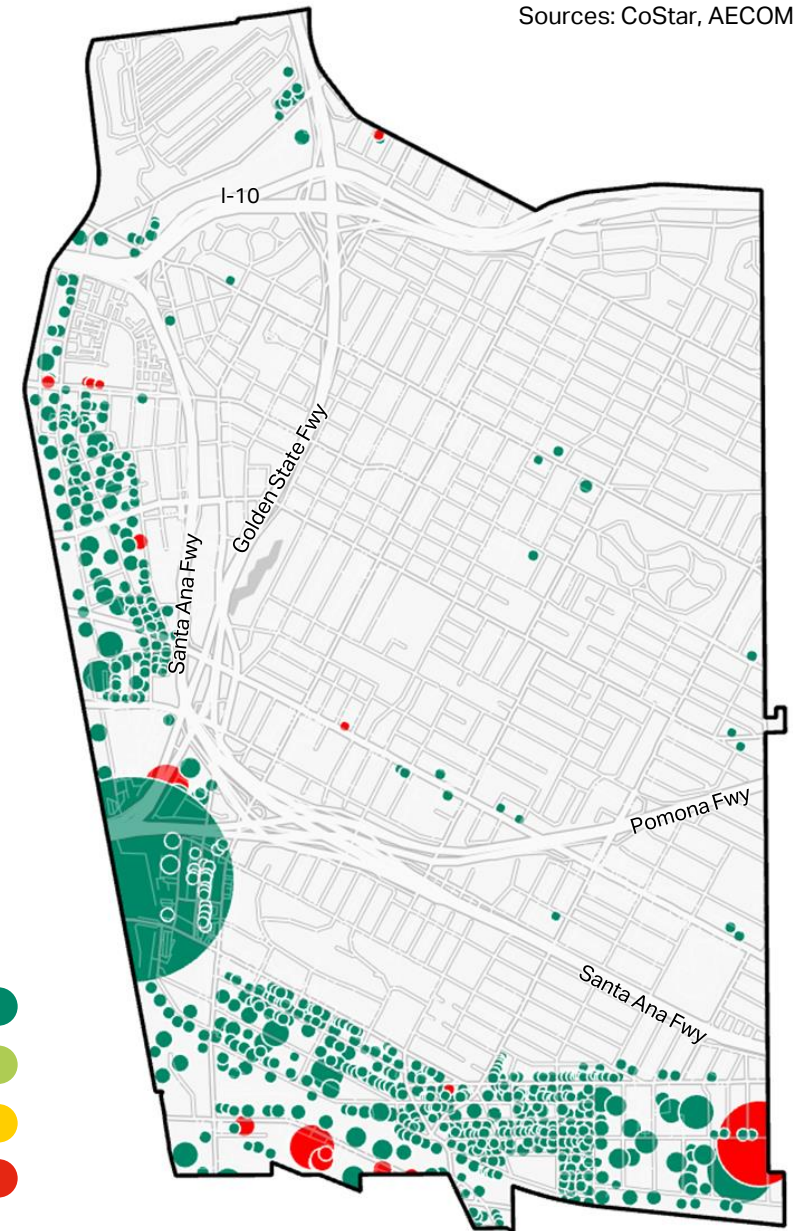 Sources: CoStar, AECOM
I-10
Golden State Fwy
Santa Ana Fwy
Pomona Fwy
Santa Ana Fwy